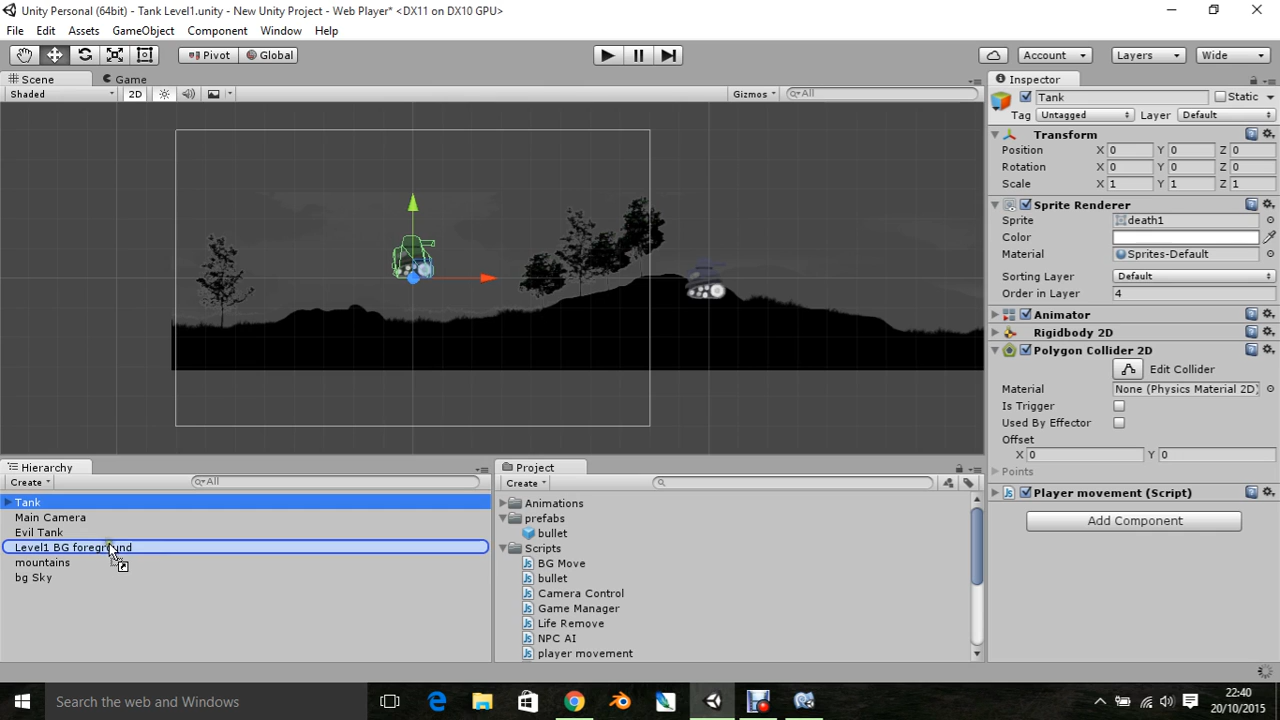 Unity Personal (64bit) - Tank Level1.unity - New Unity Project - Web Player* <DX11 on DX10 GPU>
File Edit Assets GameObject Component Window Help
Pivot Global Account Layers Wide
Scene Game
Shaded 2D Gizmos All
Inspector
Tank Static
Tag Untagged Layer Default
Transform
Position X 0 Y 0 Z 0
Rotation X 0 Y 0 Z 0
Scale X 1 Y 1 Z 1
Sprite Renderer
Sprite death1
Color
Material Sprites-Default
Sorting Layer Default
Order in Layer 4
Animator
Rigidbody 2D
Polygon Collider 2D
Edit Collider
Material None (Physics Material 2D)
Is Trigger
Used By Effector
Offset
X 0 Y 0
Points
Player movement (Script)
Add Component
Hierarchy
Create All
Tank
Main Camera
Evil Tank
Level1 BG foreground
mountains
bg Sky
Project
Create
Animations
prefabs
bullet
Scripts
BG Move
bullet
Camera Control
Game Manager
Life Remove
NPC AI
player movement
Search the web and Windows
22:40
20/10/2015